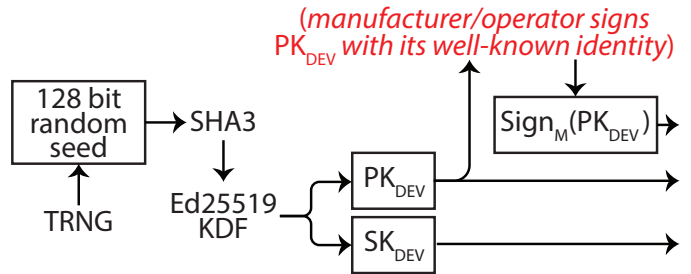 (manufacturer/operator signs
PK_DEV with its well-known identity)
128 bit
random
seed
SHA3
Sign_M(PK_DEV)
TRNG
Ed25519
KDF
PK_DEV
SK_DEV